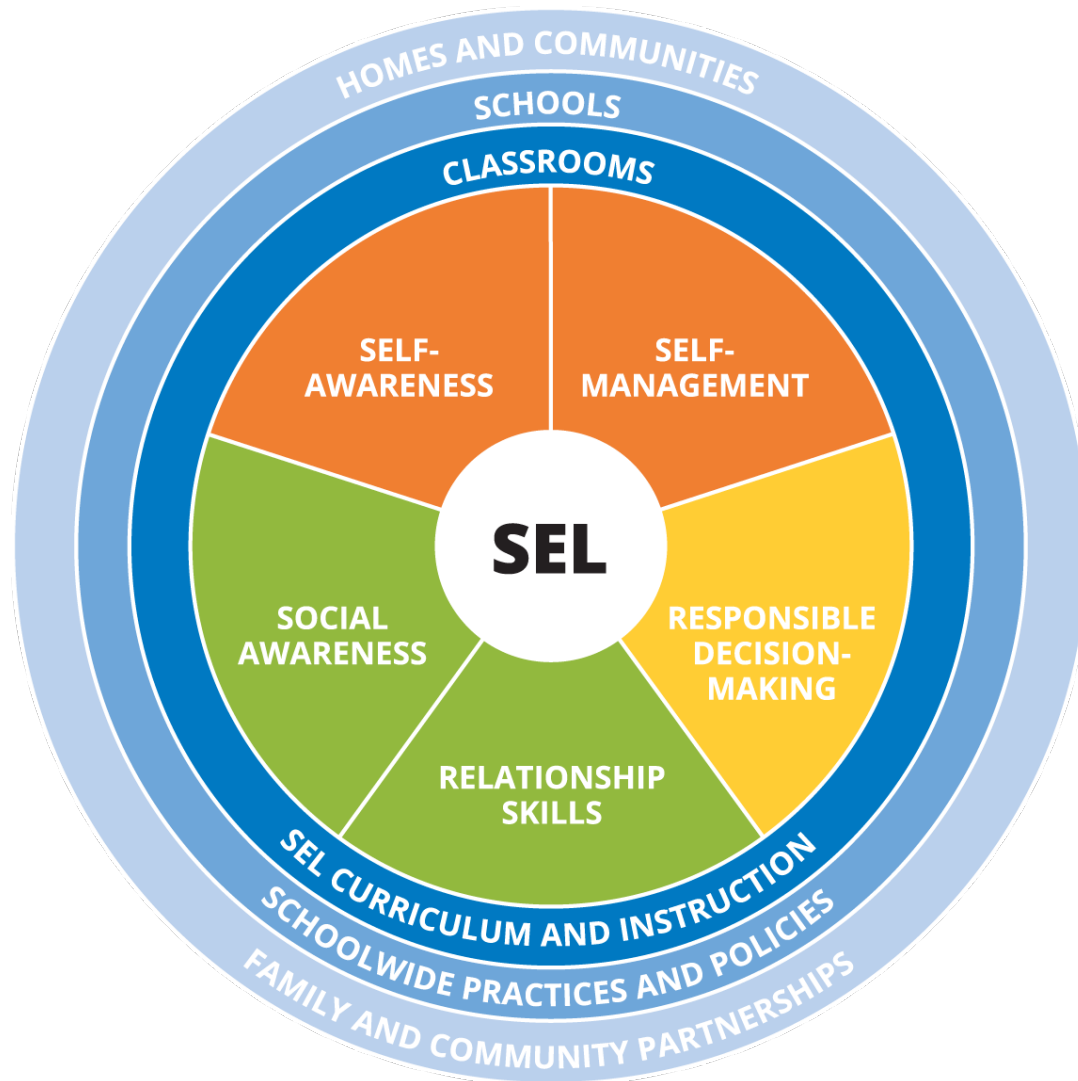 HOMES AND COMMUNITIES
SCHOOLS
CLASSROOMS
SELF-
AWARENESS
SELF-
MANAGEMENT
SEL
SOCIAL
AWARENESS
RESPONSIBLE
DECISION-
MAKING
RELATIONSHIP
SKILLS
SEL CURRICULUM AND INSTRUCTION
SCHOOLWIDE PRACTICES AND POLICIES
FAMILY AND COMMUNITY PARTNERSHIPS